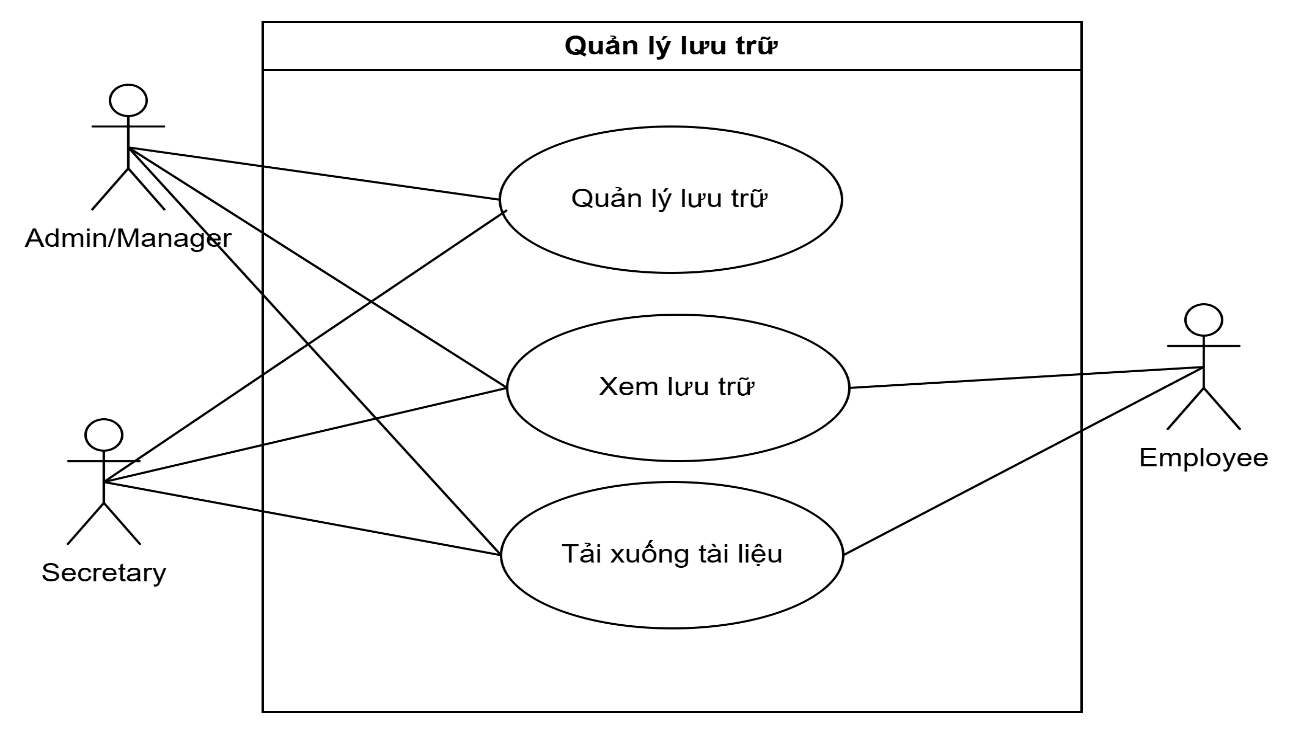 Quản lý lưu trữ
Quản lý lưu trữ
Admin/Manager
Xem lưu trữ
Employee
Tải xuống tài liệu
Secretary